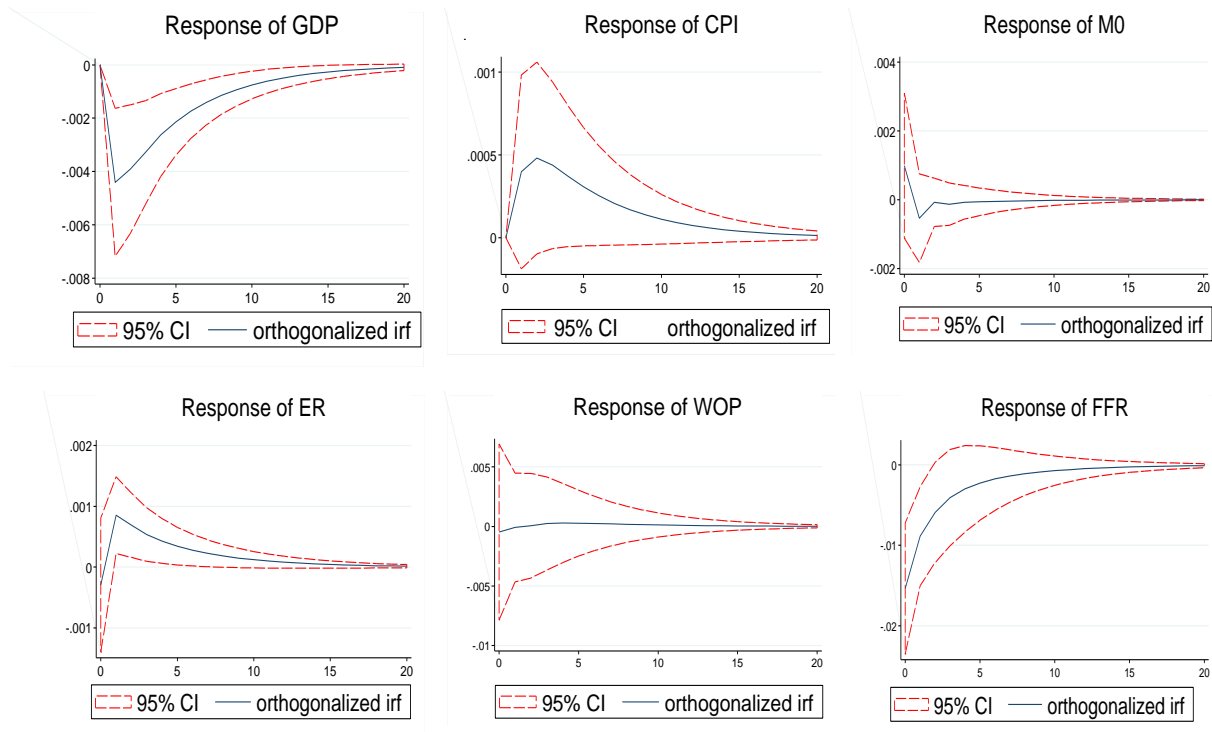 Response of GDP
0
-.002
-.004
-.006
-.008
0 5 10 15 20
95% CI orthogonalized irf
Response of CPI
.001
.0005
0
0 5 10 15 20
95% CI orthogonalized irf
Response of M0
.004
.002
0
-.002
0 5 10 15 20
95% CI orthogonalized irf
Response of ER
.002
.001
0
-.001
0 5 10 15 20
95% CI orthogonalized irf
Response of WOP
.005
0
-.005
-.01
0 5 10 15 20
95% CI orthogonalized irf
Response of FFR
0
-.01
-.02
0 5 10 15 20
95% CI orthogonalized irf